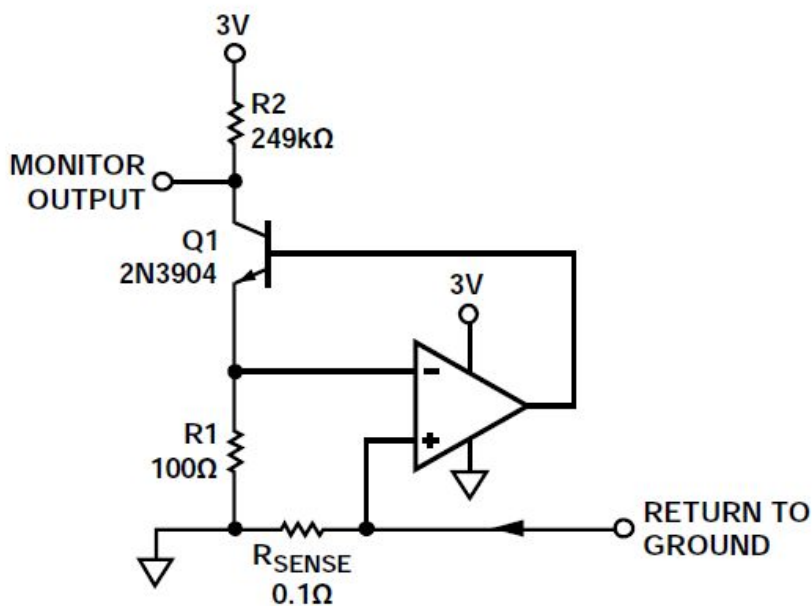 3V
R2
249kΩ
MONITOR
OUTPUT
Q1
2N3904
3V
R1
100Ω
RSENSE
0.1Ω
RETURN TO
GROUND